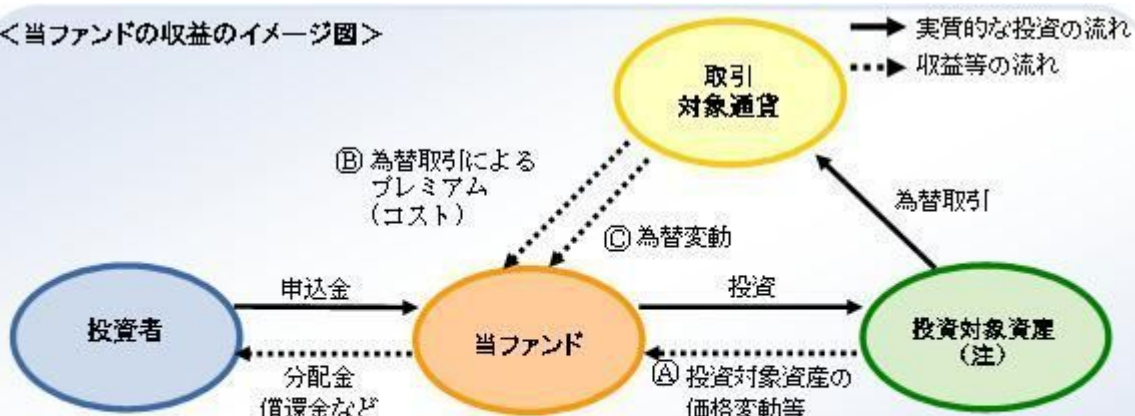 ＜当ファンドの収益のイメージ図＞
実質的な投資の流れ
収益等の流れ
取引
対象通貨
Ⓑ 為替取引による
プレミアム
（コスト）
為替取引
Ⓒ 為替変動
申込金
投資
投資者
当ファンド
投資対象資産
（注）
分配金
償還金など
Ⓐ 投資対象資産の
価格変動等